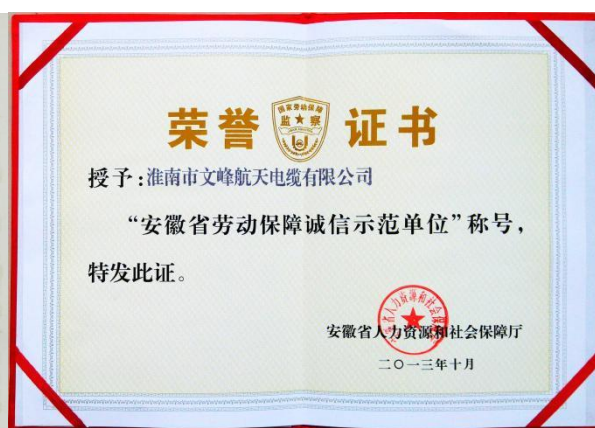 荣誉证书
国家劳动保障
监★察
授予:淮南市文峰航天电缆有限公司
“安徽省劳动保障诚信示范单位”称号,
特发此证。
安徽省人力资源和社会保障厅
二〇一三年十月